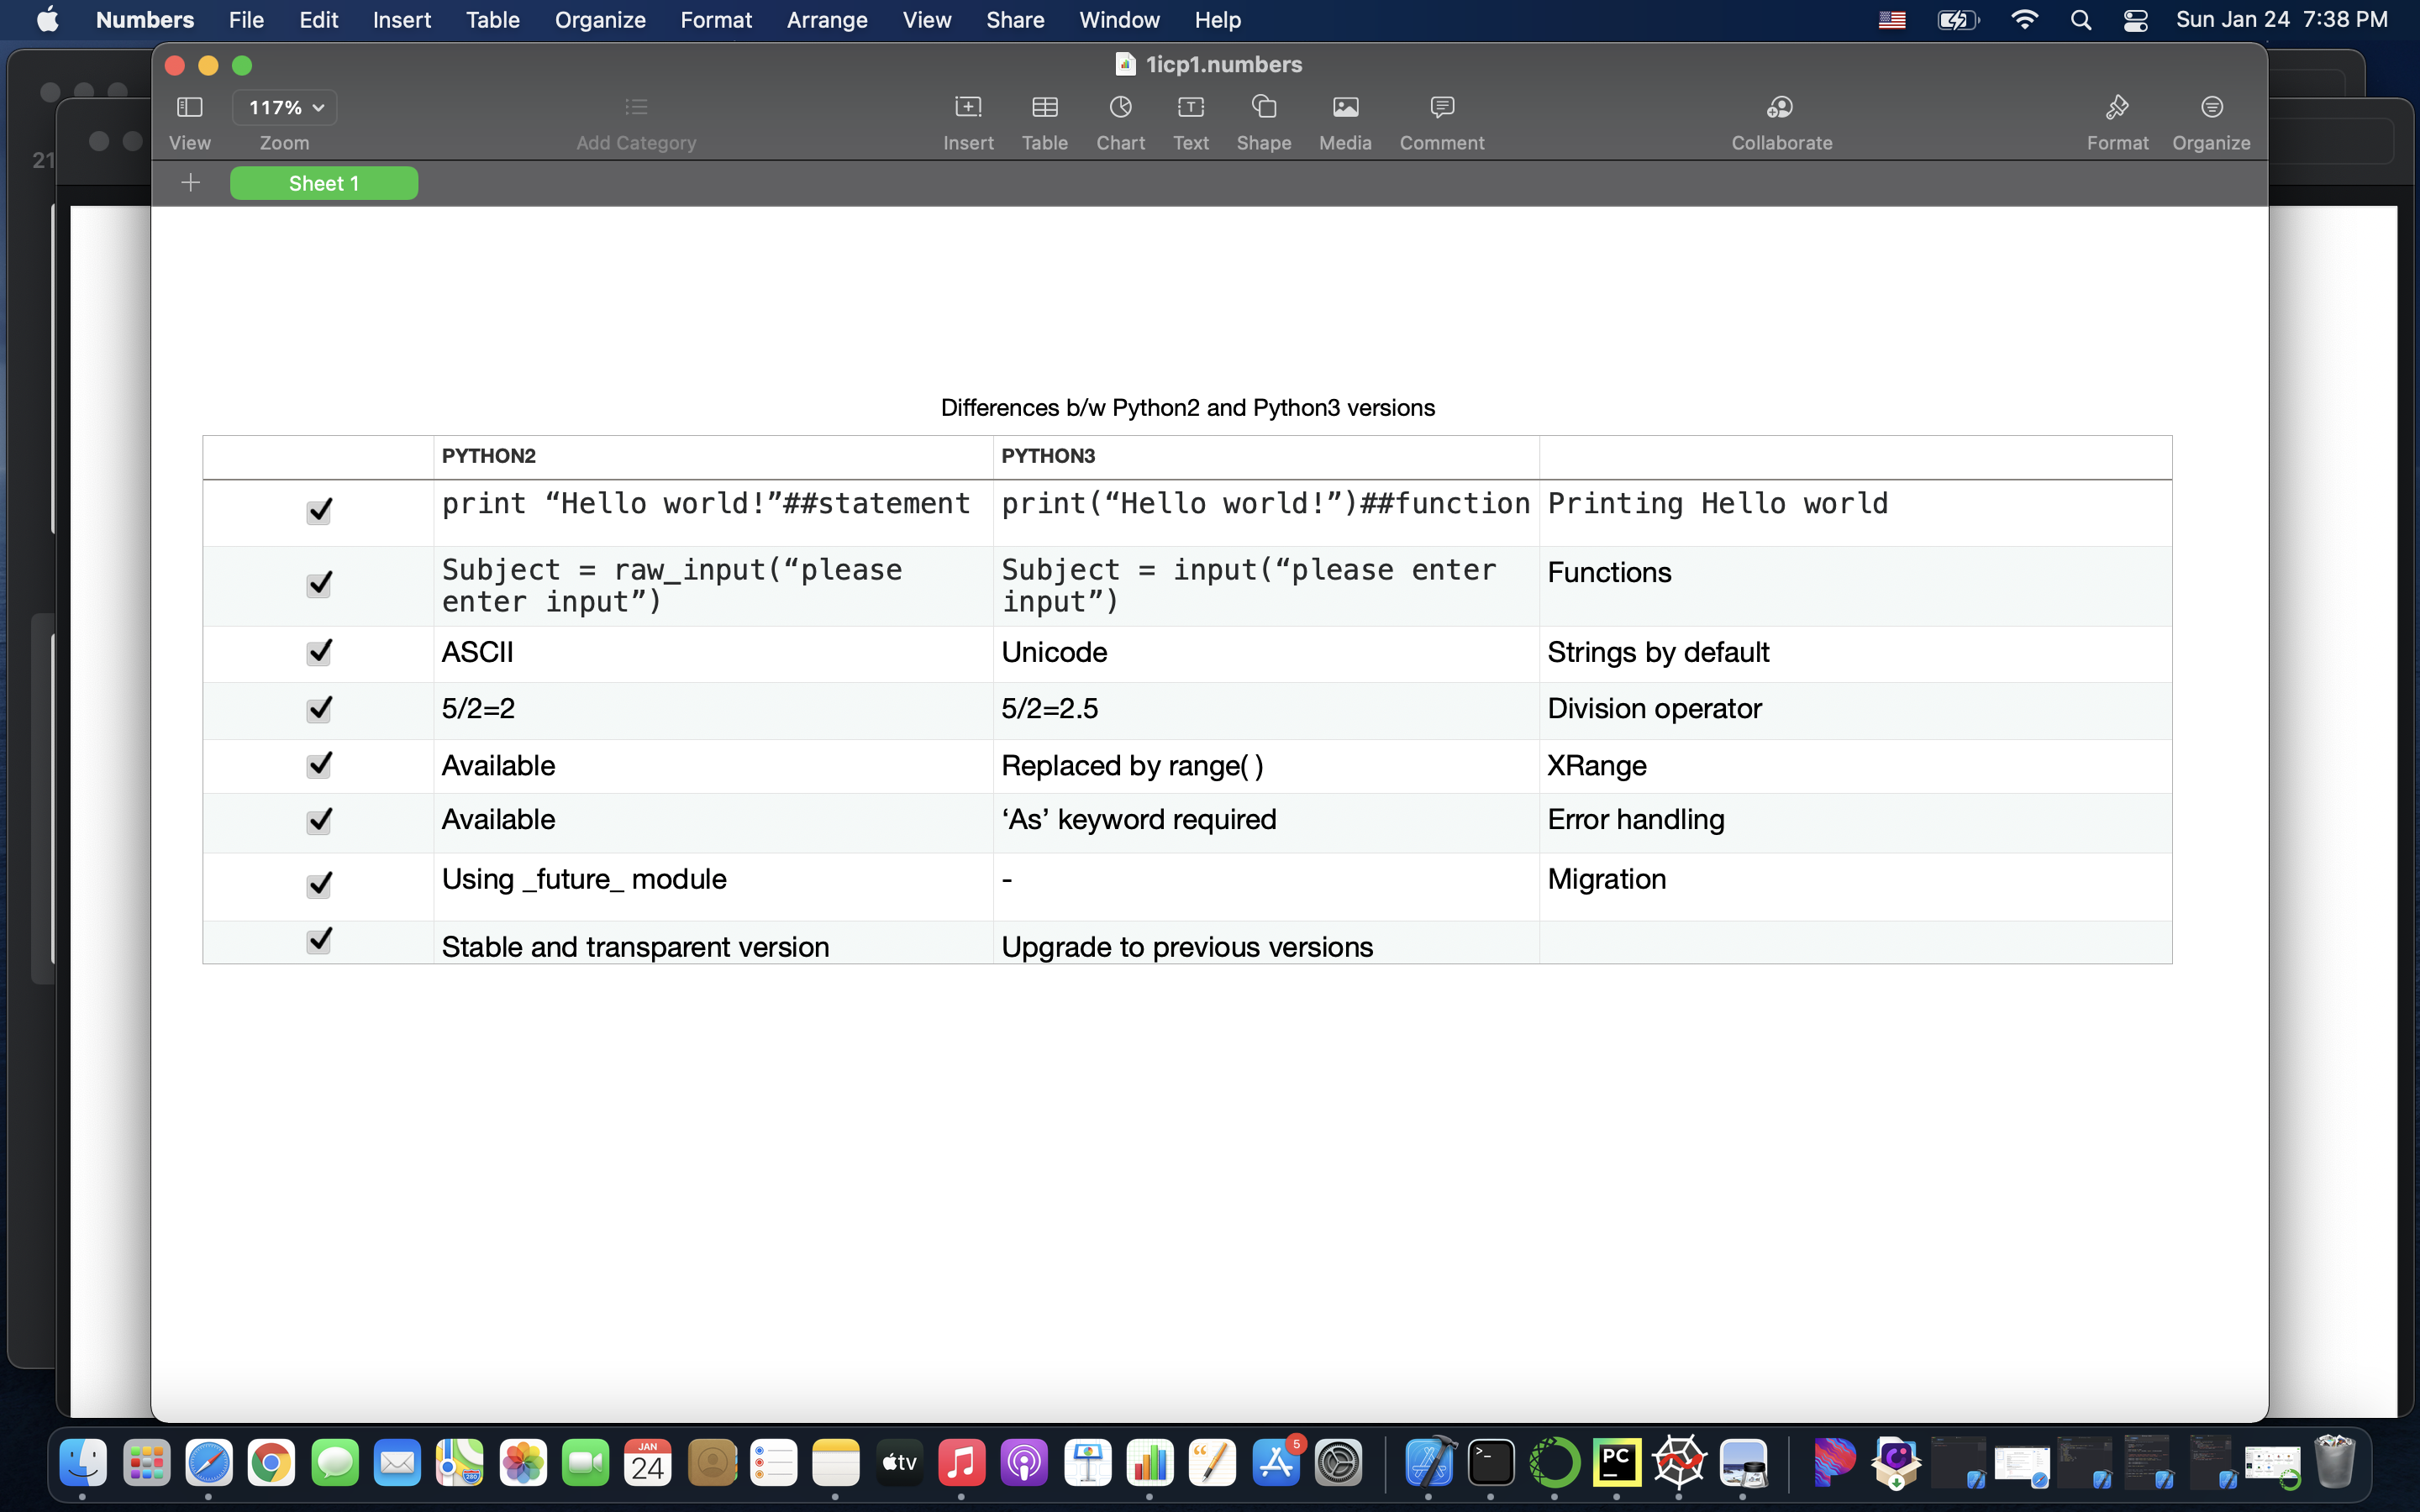 Numbers File Edit Insert Table Organize Format Arrange View Share Window Help Sun Jan 24 7:38 PM
1icp1.numbers
117%
View Zoom Add Category Insert Table Chart Text Shape Media Comment Collaborate Format Organize
21
Sheet 1
Differences b/w Python2 and Python3 versions
PYTHON2 PYTHON3
print “Hello world!”##statement print(“Hello world!”)##function Printing Hello world
Subject = raw_input(“please Subject = input(“please enter Functions
enter input”) input”)
ASCII Unicode Strings by default
5/2=2 5/2=2.5 Division operator
Available Replaced by range( ) XRange
Available ‘As’ keyword required Error handling
Using _future_ module - Migration
Stable and transparent version Upgrade to previous versions
JAN
24
280
tv
5
>_
PC